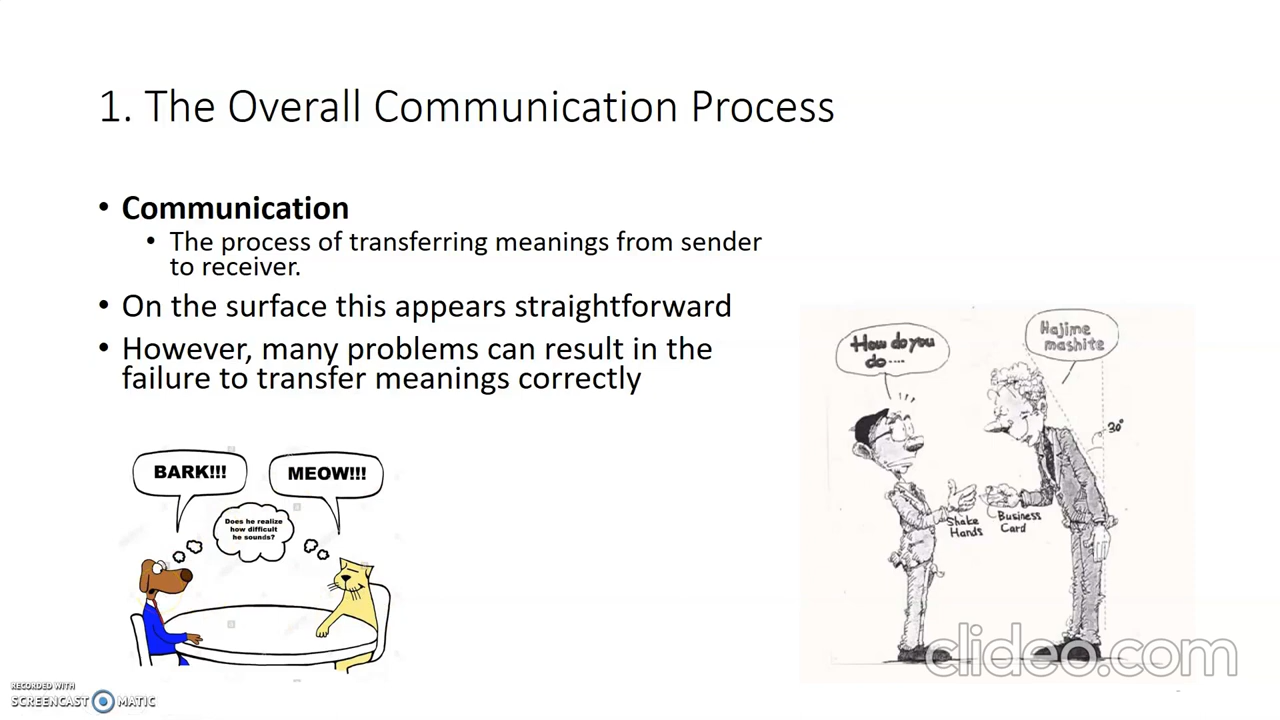 1. The Overall Communication Process
• Communication
• The process of transferring meanings from sender
to receiver.
• On the surface this appears straightforward
• However, many problems can result in the
failure to transfer meanings correctly
BARK!!!
MEOW!!!
Does he realize
how difficult
he sounds?
How do you
do....
Hajime
mashite
30°
Shake
Hands
Business
Card
clideo.com
RECORDED WITH
SCREENCAST MATIC